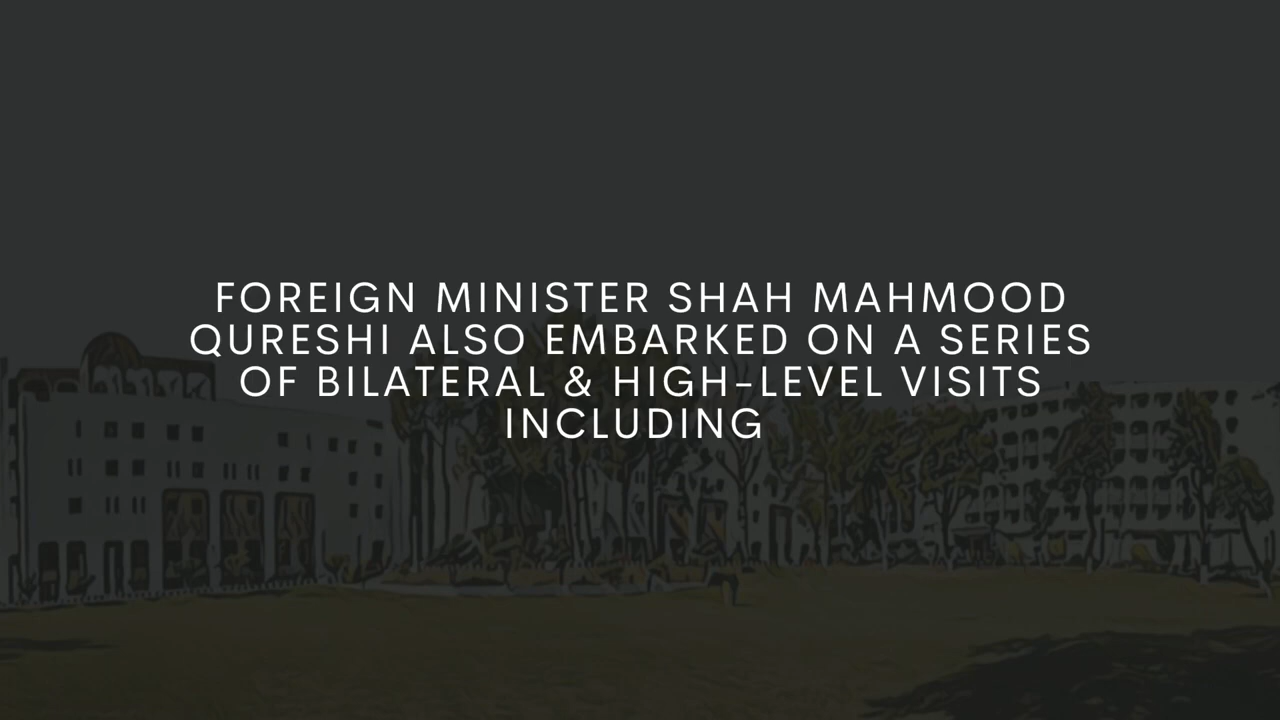 FOREIGN MINISTER SHAH MAHMOOD
QURESHI ALSO EMBARKED ON A SERIES
OF BILATERAL & HIGH-LEVEL VISITS
INCLUDING